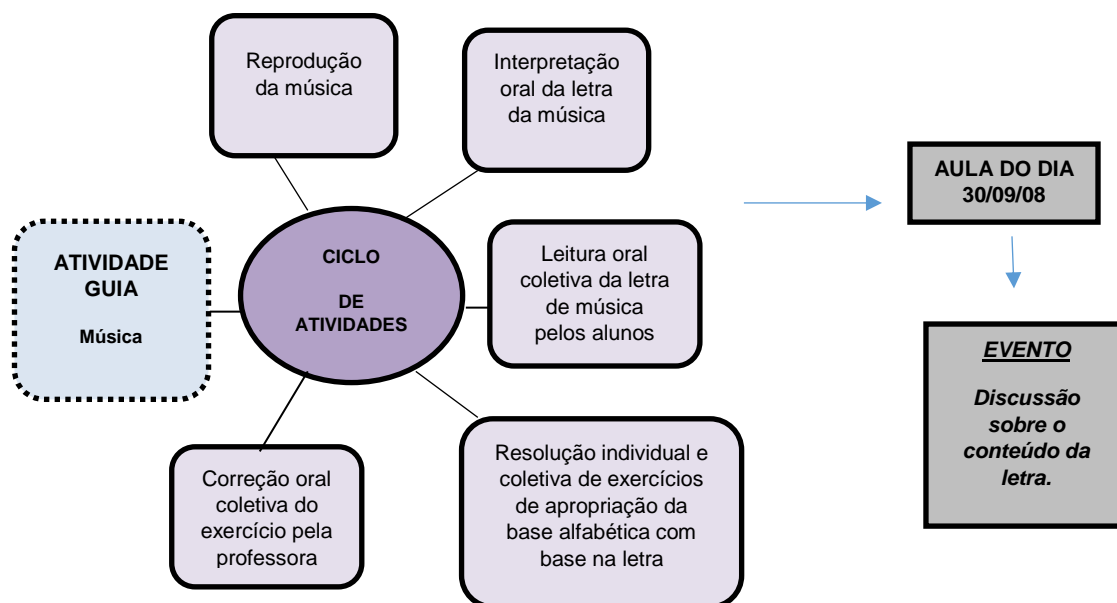 Reprodução
da música
Interpretação
oral da letra
da música
AULA DO DIA
30/09/08
ATIVIDADE
GUIA
Música
CICLO
DE
ATIVIDADES
Leitura oral
coletiva da letra
de música
pelos alunos
EVENTO
Discussão
sobre o
conteúdo da
letra.
Correção oral
coletiva do
exercício pela
professora
Resolução individual e
coletiva de exercícios
de apropriação da
base alfabética com
base na letra